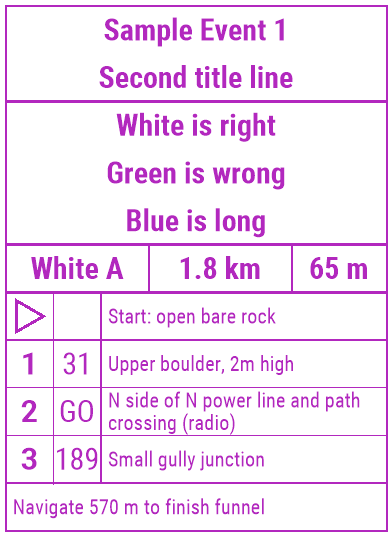 Sample Event 1
Second title line
White is right
Green is wrong
Blue is long
White A 1.8 km 65 m
Start: open bare rock
1 31 Upper boulder, 2m high
2 GO N side of N power line and path
crossing (radio)
3 189 Small gully junction
Navigate 570 m to finish funnel